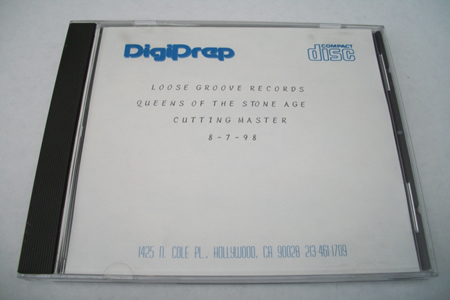 DigiPrep
COMPACT
disc
LOOSE GROOVE RECORDS
QUEENS OF THE STONE AGE
CUTTING MASTER
8-7-98
1425 N. COLE PL., HOLLYWOOD, CA 90028 213-461-1709